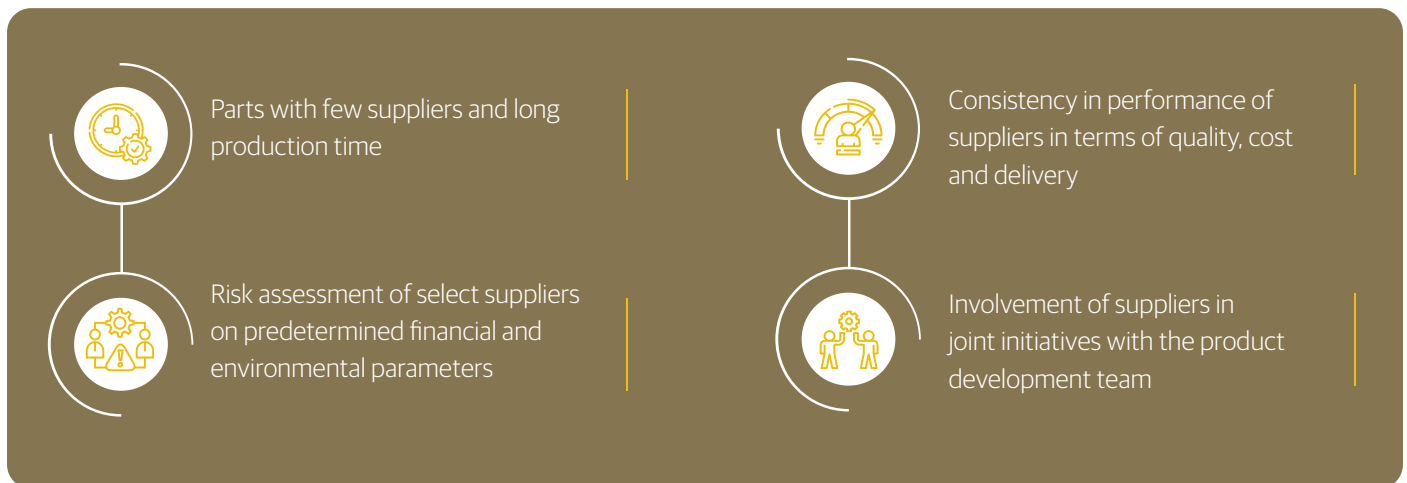 Parts with few suppliers and long
production time
Risk assessment of select suppliers
on predetermined financial and
environmental parameters
Consistency in performance of
suppliers in terms of quality, cost
and delivery
Involvement of suppliers in
joint initiatives with the product
development team